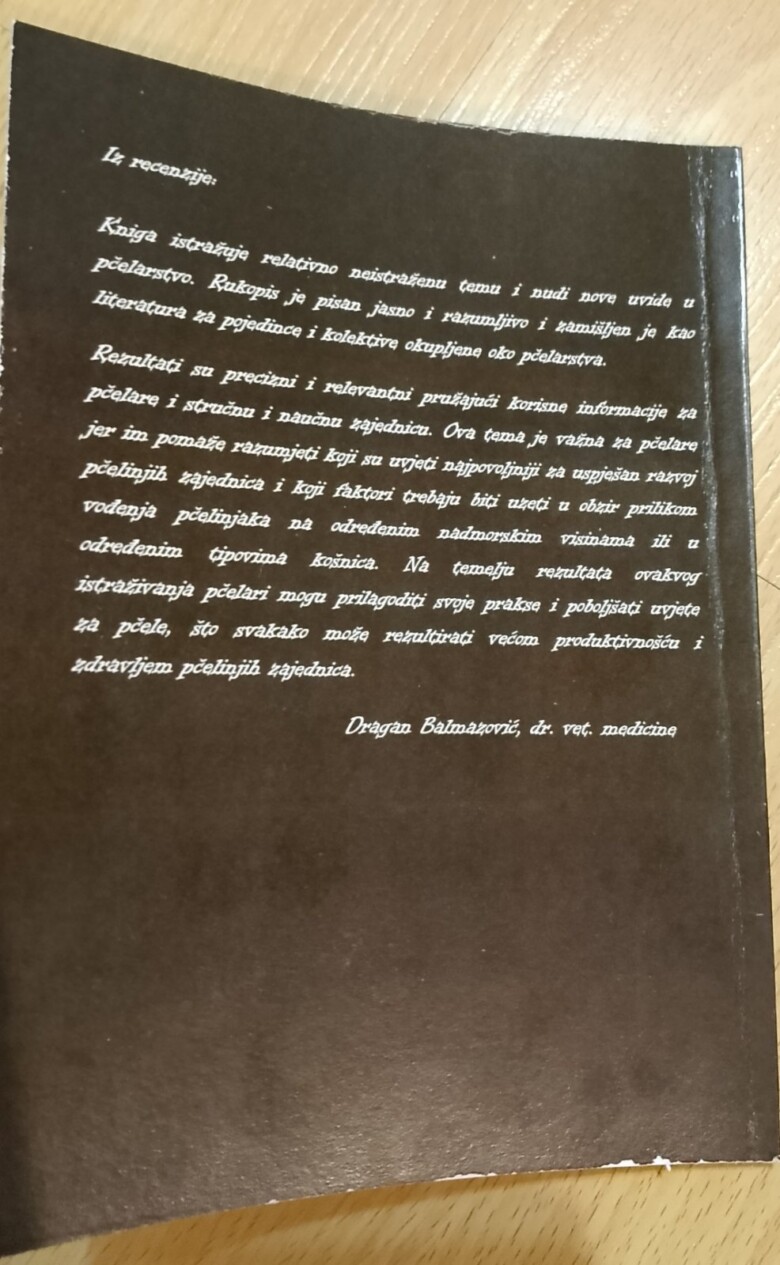 Iz recenzije:
Knjiga istražuje relativno neistraženu temu i nudi nove uvide u
pčelarstvo. Rukopis je pisan jasno i razumljivo i zamišljen je kao
literatura za pojedince i kolektive okupljene oko pčelarstva.
Rezultati su precizni i relevantni pružajući korisne informacije za
pčelare i stručnu i naučnu zajednicu. Ova tema je važna za pčelare
jer im pomaže razumjeti koji su uvjeti najpovoljniji za uspješan razvoj
pčelinjih zajednica i koji faktori trebaju biti uzeti u obzir prilikom
vođenja pčelinjaka na određenim nadmorskim visinama ili u
određenim tipovima košnica. Na temelju rezultata ovakvog
istraživanja pčelari mogu prilagoditi svoje prakse i poboljšati uvjete
za pčele, što svakako može rezultirati većom produktivnošću i
zdravljem pčelinjih zajednica.
Dragan Balmazović, dr. vet. medicine